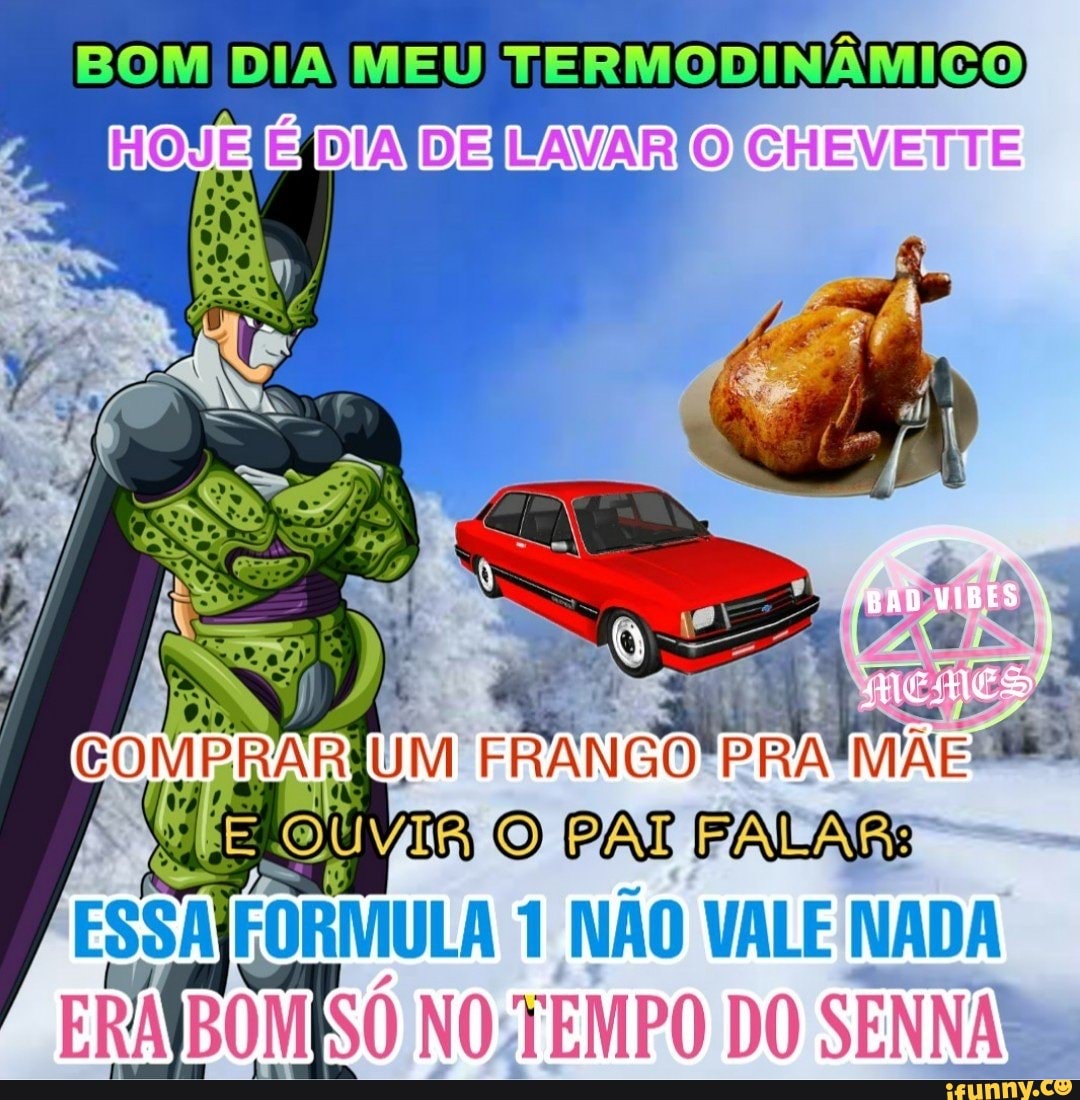 BOM DIA MEU TERMODINÂMICO
HOJE É DIA DE LAVAR O CHEVETTE
BAD VIBES
MEMES
COMPRAR UM FRANGO PRA MÃE
E OUVIR O PAI FALAR:
ESSA FORMULA 1 NÃO VALE NADA
ERA BOM SÓ NO TEMPO DO SENNA
ifunny.co